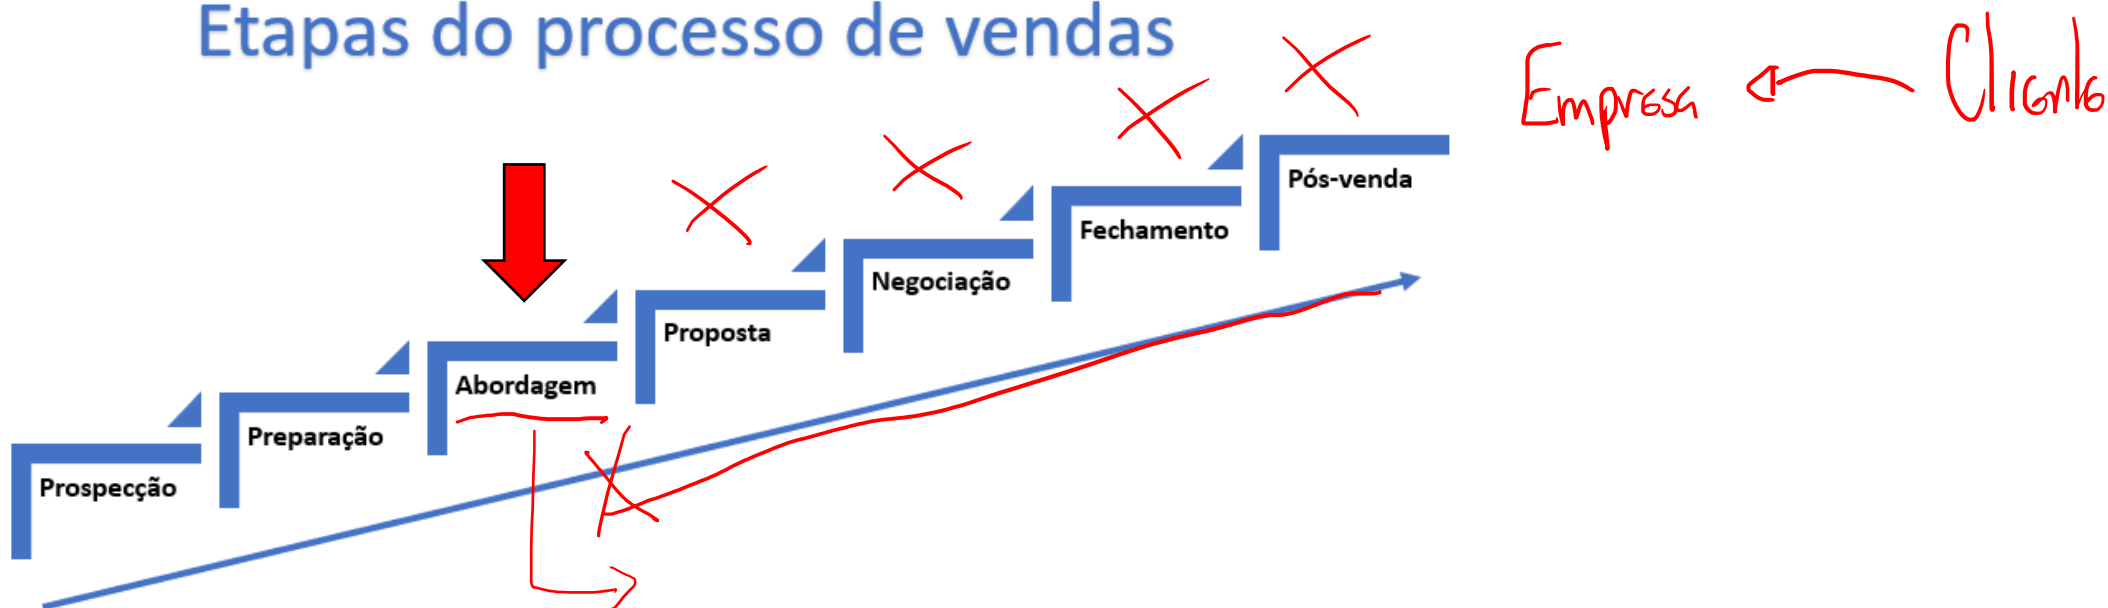 Etapas do processo de vendas
Empresa
Cliente
Pós-venda
Fechamento
Negociação
Proposta
Abordagem
Preparação
Prospecção